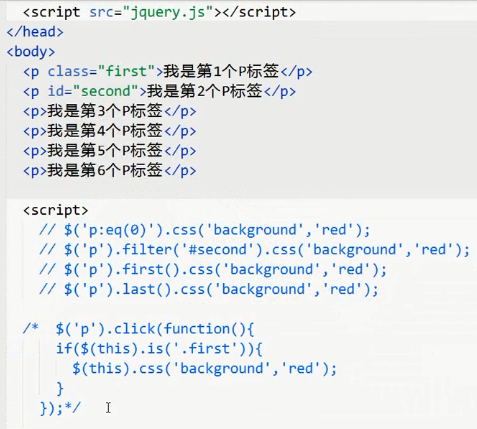 <script src="jquery.js"></script>
</head>
<body>
<p class="first">我是第1个P标签</p>
<p id="second">我是第2个P标签</p>
<p>我是第3个P标签</p>
<p>我是第4个P标签</p>
<p>我是第5个P标签</p>
<p>我是第6个P标签</p>
<script>
// $('p:eq(0)').css('background','red');
// $('p').filter('#second').css('background','red');
// $('p').first().css('background','red');
// $('p').last().css('background','red');
/* $('p').click(function(){
if($(this).is('.first')){
$(this).css('background','red');
}
});*/